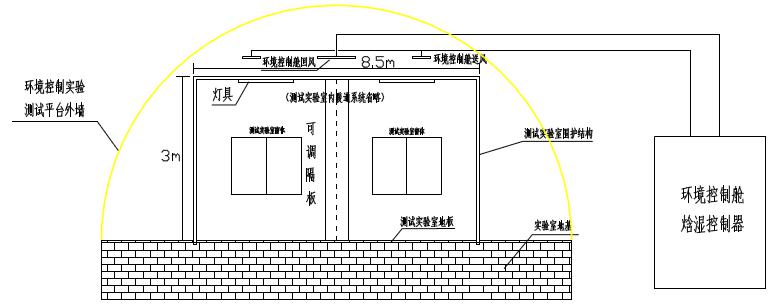 环境控制舱回风
8.5m
环境控制舱送风
环境控制实验
测试平台外墙
灯具
(测试实验室内暖通系统省略)
测试实验室窗体
可调隔板
测试实验室窗体
测试实验室围护结构
3m
环境控制舱
焓湿控制器
测试实验室地板
实验室地基